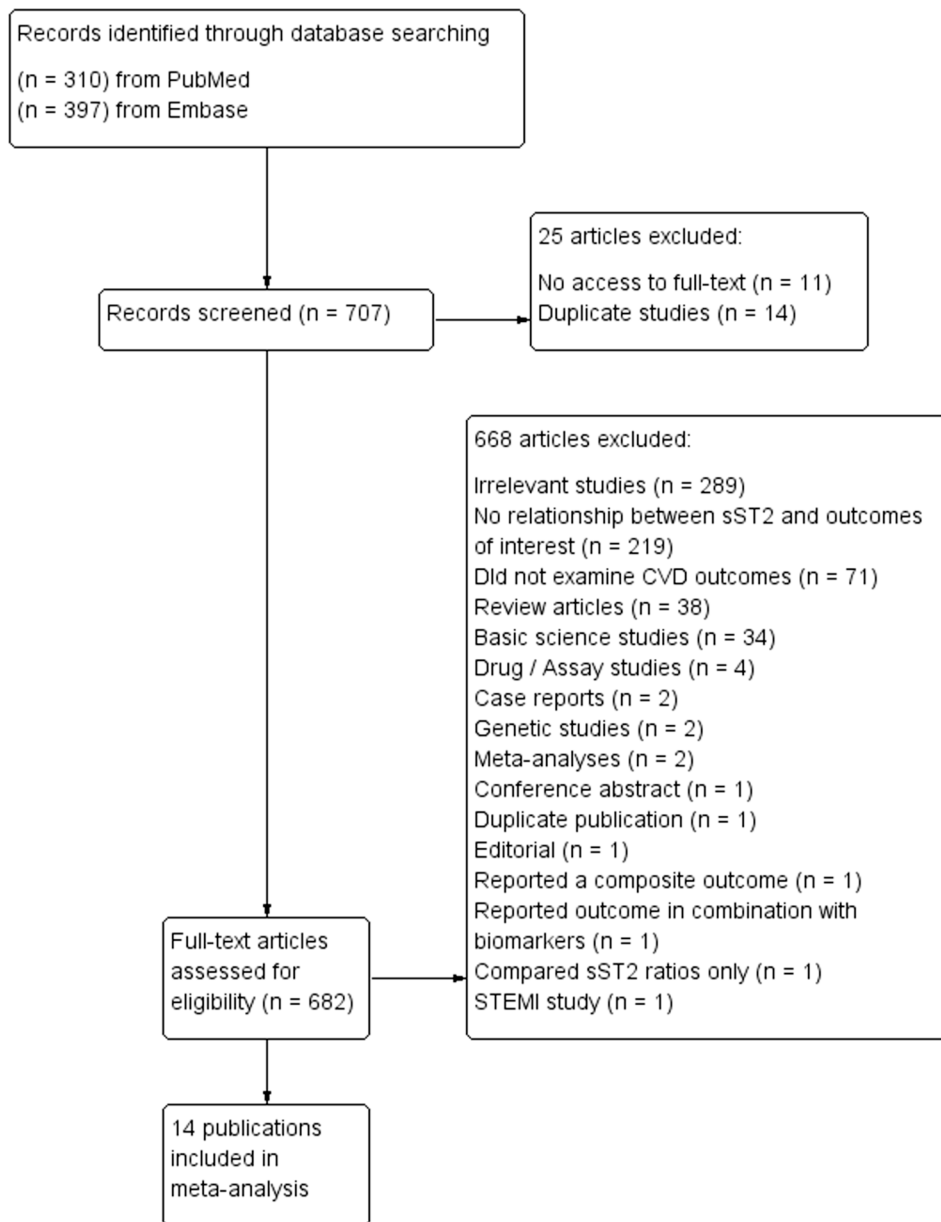 Records identified through database searching
(n = 310) from PubMed
(n = 397) from Embase
25 articles excluded:
No access to full-text (n = 11)
Duplicate studies (n = 14)
Records screened (n = 707)
668 articles excluded:
Irrelevant studies (n = 289)
No relationship between sST2 and outcomes
of interest (n = 219)
Did not examine CVD outcomes (n = 71)
Review articles (n = 38)
Basic science studies (n = 34)
Drug / Assay studies (n = 4)
Case reports (n = 2)
Genetic studies (n = 2)
Meta-analyses (n = 2)
Conference abstract (n = 1)
Duplicate publication (n = 1)
Editorial (n = 1)
Reported a composite outcome (n = 1)
Reported outcome in combination with
biomarkers (n = 1)
Compared sST2 ratios only (n = 1)
STEMI study (n = 1)
Full-text articles
assessed for
eligibility (n = 682)
14 publications
included in
meta-analysis